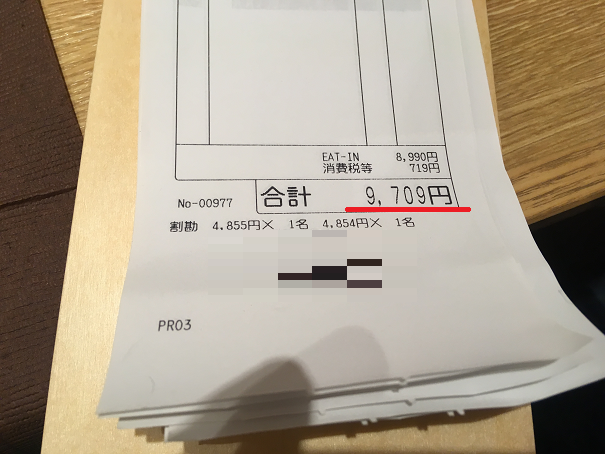 EAT-IN 8,990円
消費税等 719円
No-00977 合計 9,709円
割勘 4,855円× 1名 4,854円× 1名
PR03